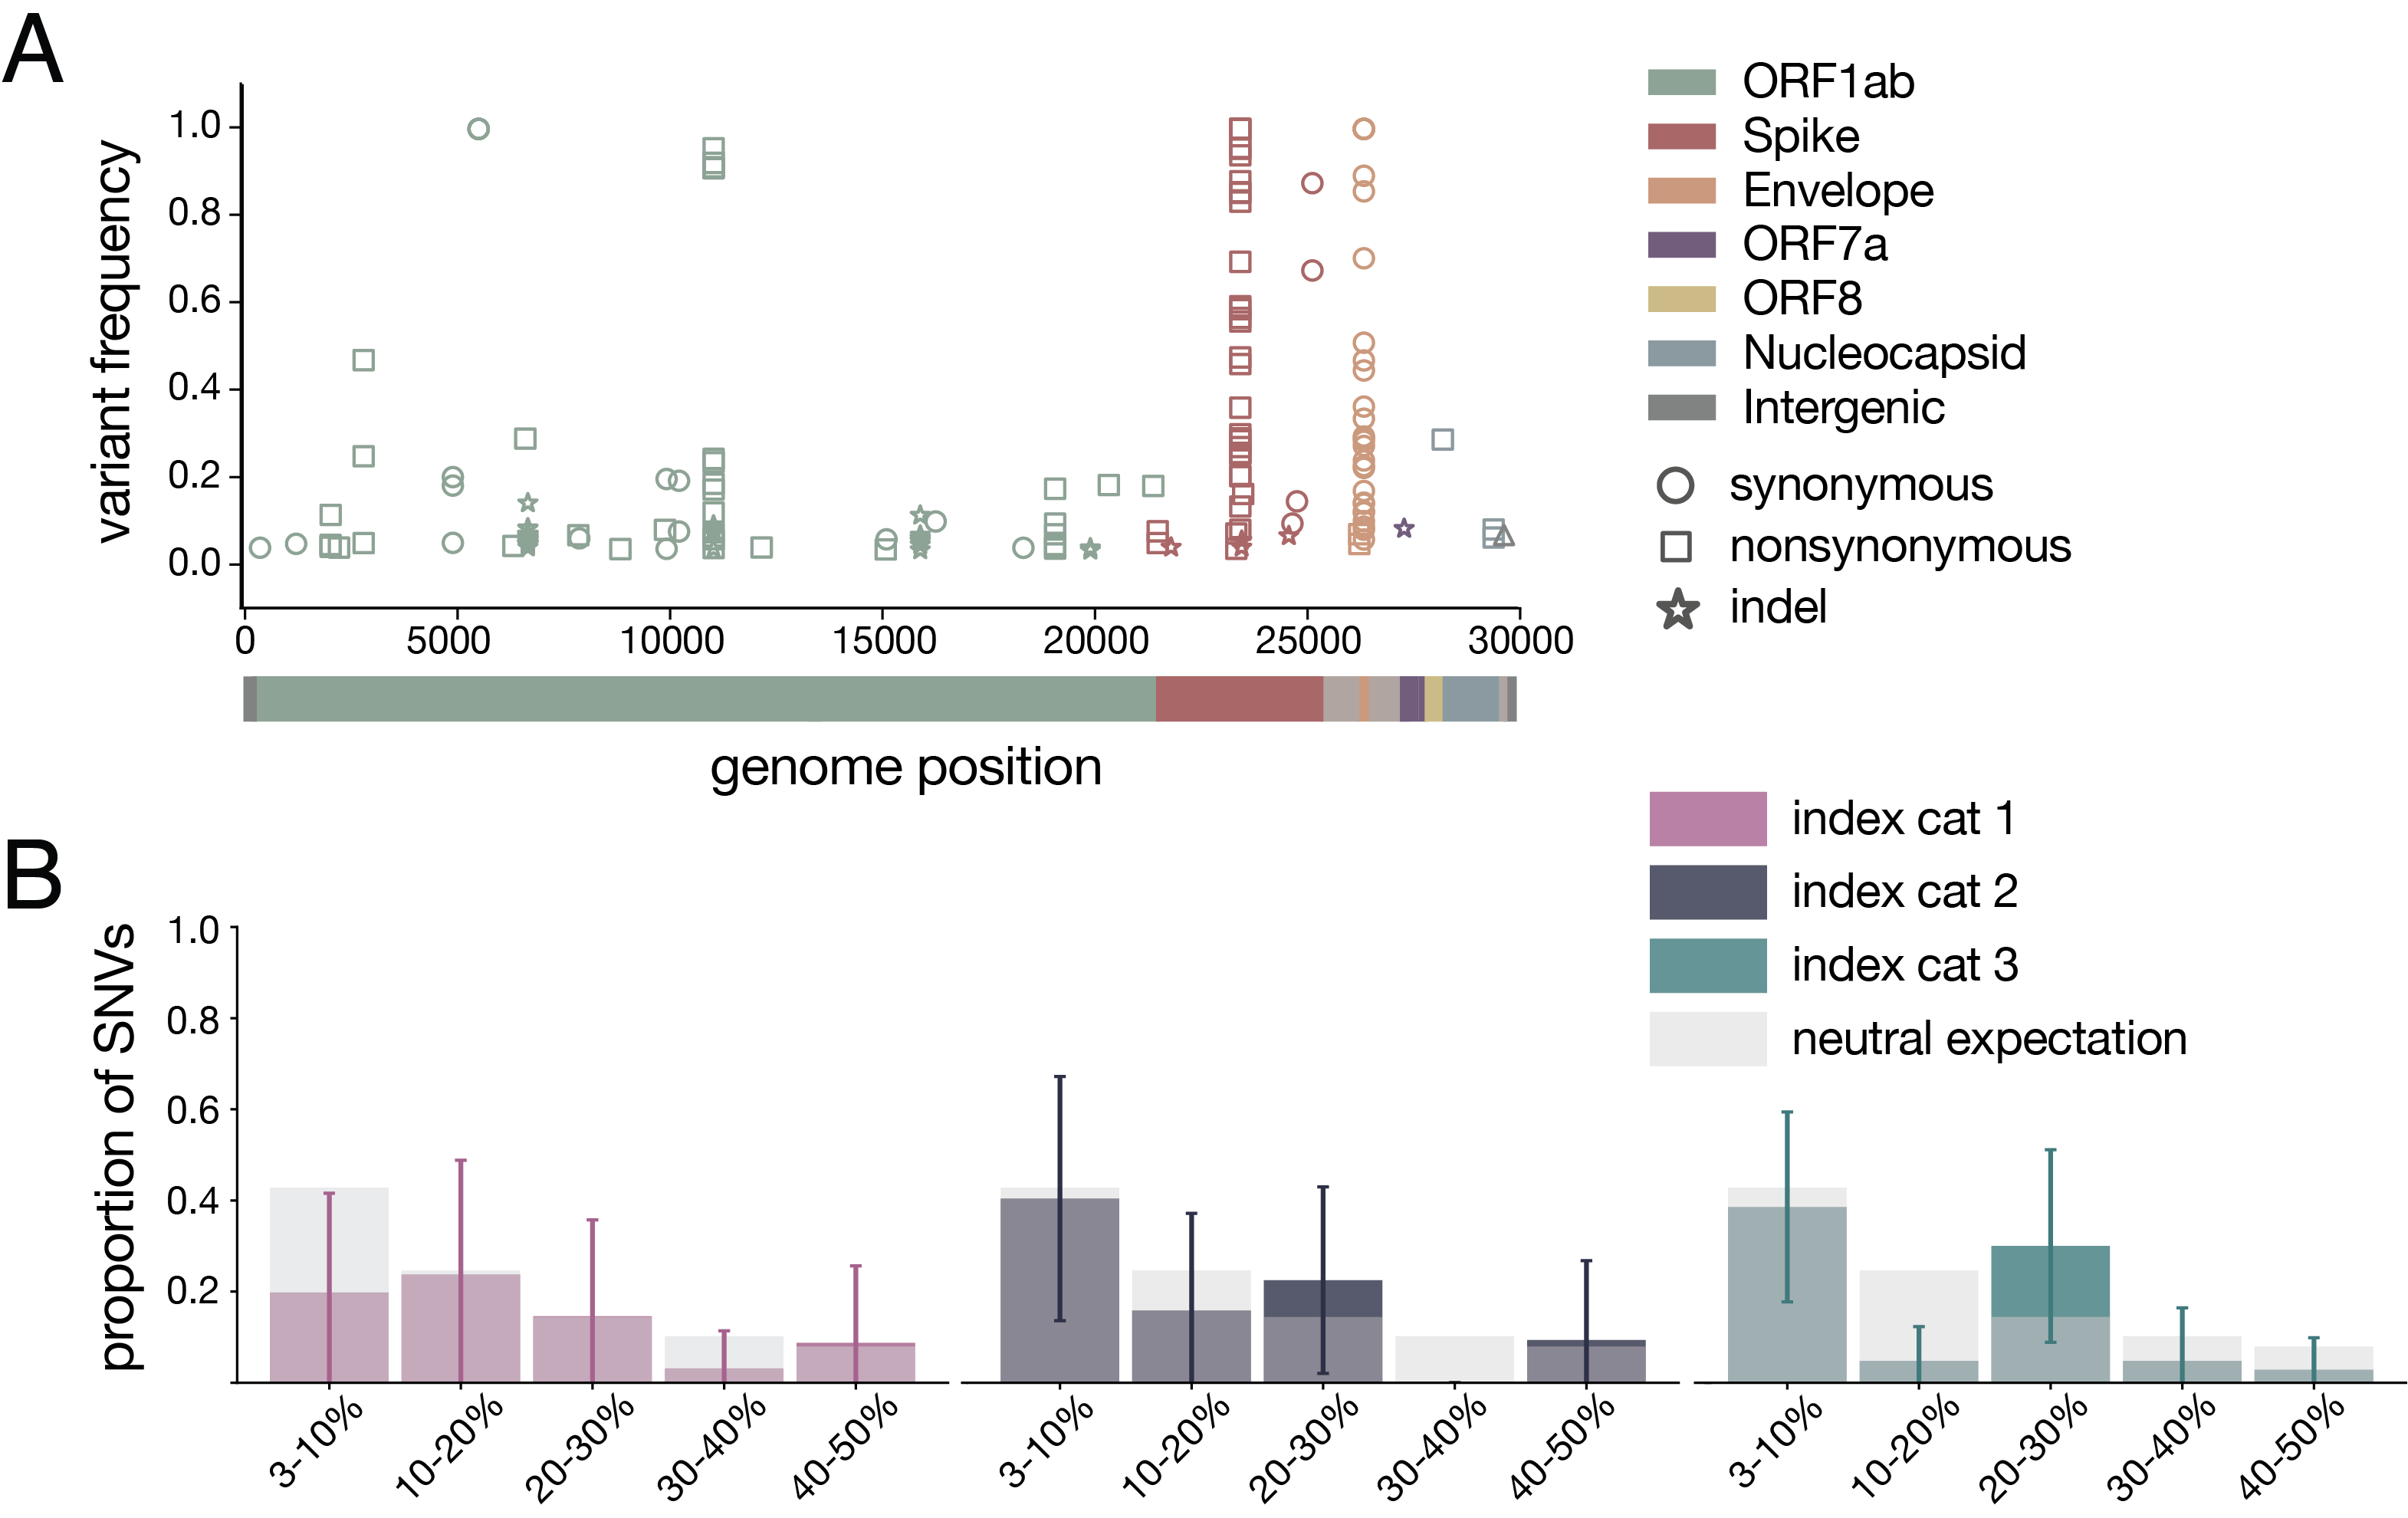 A
variant frequency
1.0
0.8
0.6
0.4
0.2
0.0
0 5000 10000 15000 20000 25000 30000
genome position
ORF1ab
Spike
Envelope
ORF7a
ORF8
Nucleocapsid
Intergenic
synonymous
nonsynonymous
indel
B
proportion of SNVs
1.0
0.8
0.6
0.4
0.2
index cat 1
index cat 2
index cat 3
neutral expectation
3-10% 10-20% 20-30% 30-40% 40-50% 3-10% 10-20% 20-30% 30-40% 40-50% 3-10% 10-20% 20-30% 30-40% 40-50%